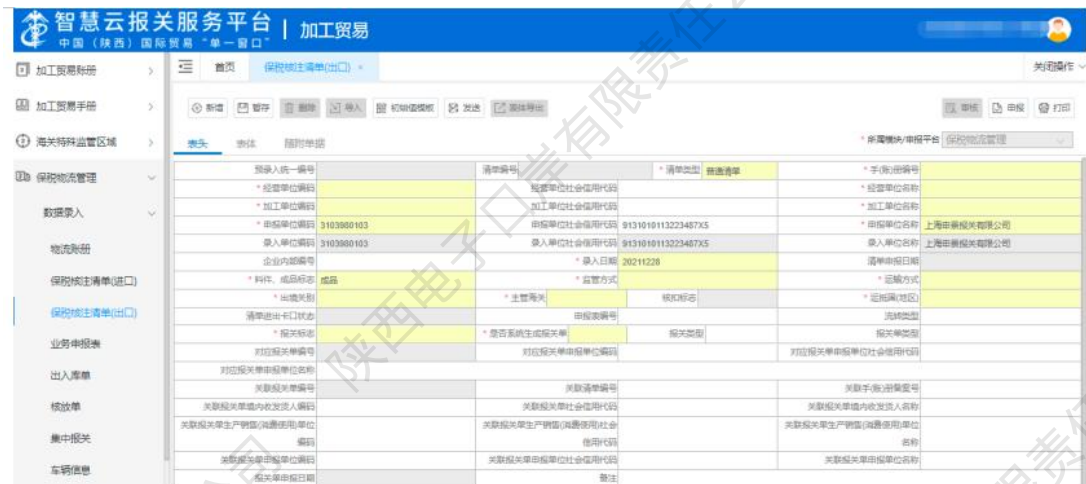 智慧云报关服务平台 | 加工贸易
中国（陕西）国际贸易“单一窗口”
加工贸易账册
加工贸易手册
海关特殊监管区域
保税物流管理
数据录入
物流账册
保税核注清单(进口)
保税核注清单(出口)
业务申报表
出入库单
核放单
集中报关
车辆信息
首页 保税核注清单(出口) × 关闭操作
新增 暂存 删除 导入 初始值模板 发送 表体导出 审核 申报 打印
表头 表体 随附单据 * 所属模块/申报平台 保税物流管理
预录入统一编号 清单编号 * 清单类型 普通清单 * 手(账)册编号
* 经营单位编码 经营单位社会信用代码 * 经营单位名称
* 加工单位编码 加工单位社会信用代码 * 加工单位名称
* 申报单位编码 3103980103 申报单位社会信用代码 9131010113223487X5 * 申报单位名称 上海申景报关有限公司
录入单位编码 3103980103 录入单位社会信用代码 9131010113223487X5 录入单位名称 上海申景报关有限公司
企业内部编号 * 录入日期 20211228 清单申报日期
* 料件、成品标志 成品 * 监管方式 * 运输方式
* 出境关别 * 主管海关 核扣标志 * 运抵国(地区)
清单进出卡口状态 申报表编号 流转类型
* 报关标志 * 是否系统生成报关单 报关类型 报关单类型
对应报关单编号 对应报关单申报单位编码 对应报关单申报单位社会信用代码
对应报关单申报单位名称
关联报关单编号 关联清单编号 关联手(账)册备案号
关联报关单境内收发货人编码 关联报关单社会信用代码 关联报关单境内收发货人名称
关联报关单生产销售(消费使用)单位编码 关联报关单生产销售(消费使用)社会信用代码 关联报关单生产销售(消费使用)单位名称
关联报关单申报单位编码 关联报关单申报单位社会信用代码 关联报关单申报单位名称
报关单申报日期 备注
陕西电子口岸有限责任公司